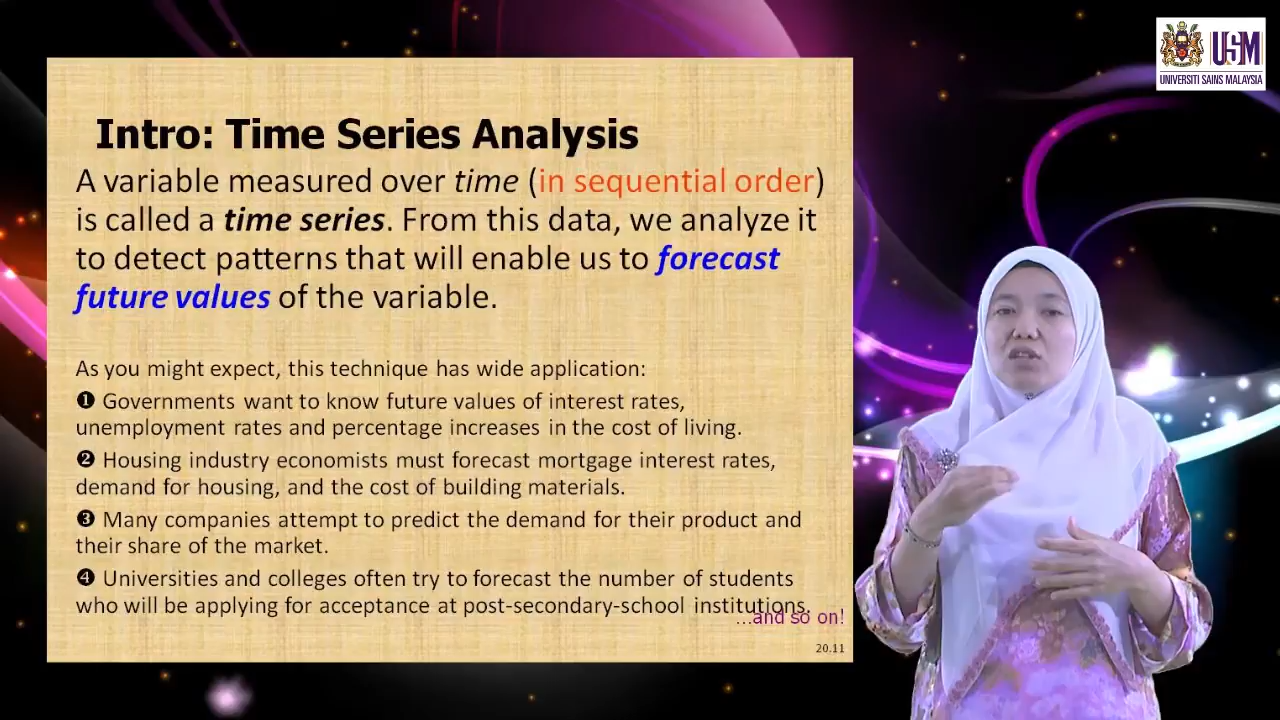 USM
UNIVERSITI SAINS MALAYSIA
Intro: Time Series Analysis
A variable measured over time (in sequential order)
is called a time series. From this data, we analyze it
to detect patterns that will enable us to forecast
future values of the variable.
As you might expect, this technique has wide application:
❶ Governments want to know future values of interest rates,
unemployment rates and percentage increases in the cost of living.
❷ Housing industry economists must forecast mortgage interest rates,
demand for housing, and the cost of building materials.
❸ Many companies attempt to predict the demand for their product and
their share of the market.
❹ Universities and colleges often try to forecast the number of students
who will be applying for acceptance at post-secondary-school institutions.
...and so on!
20.11